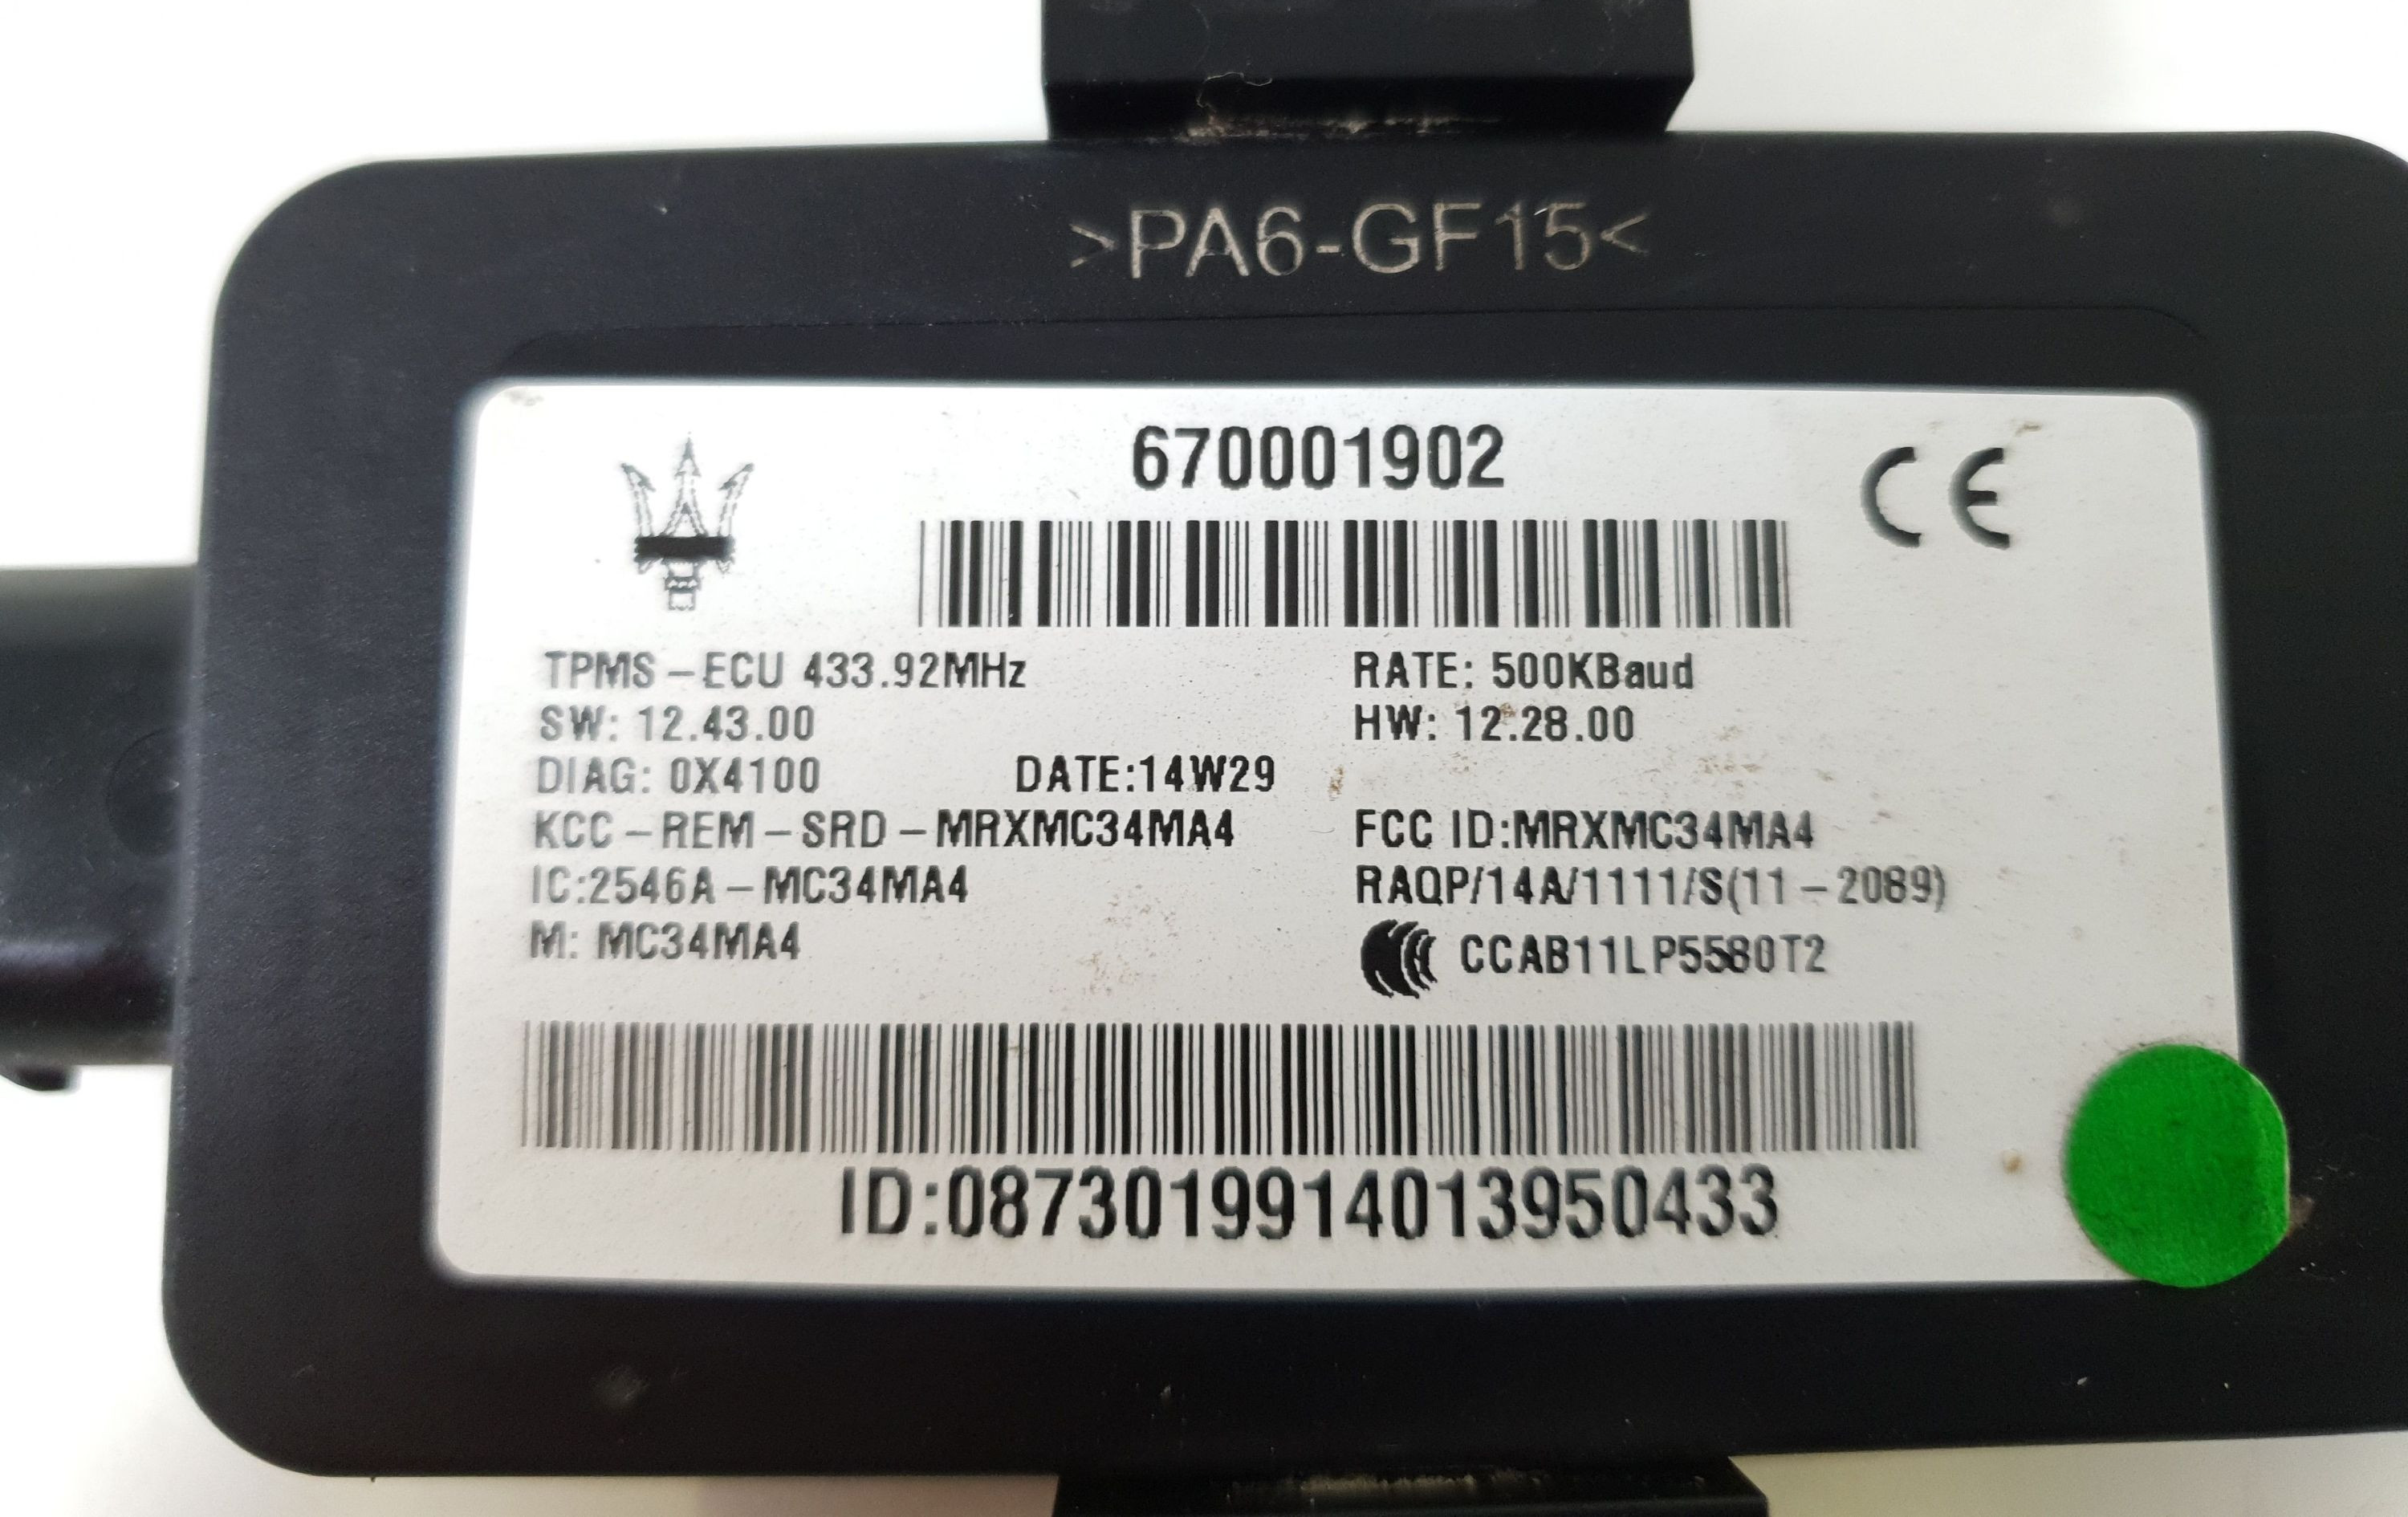 >PA6-GF15<
670001902
CE
TPMS-ECU 433.92MHz
RATE: 500KBaud
SW: 12.43.00
HW: 12.28.00
DIAG: 0X4100
DATE:14W29
KCC-REM-SRD-MRXMC34MA4
FCC ID:MRXMC34MA4
IC:2546A-MC34MA4
RAQP/14A/1111/S(11-2089)
M: MC34MA4
CCAB11LP5580T2
ID:0873019914013950433